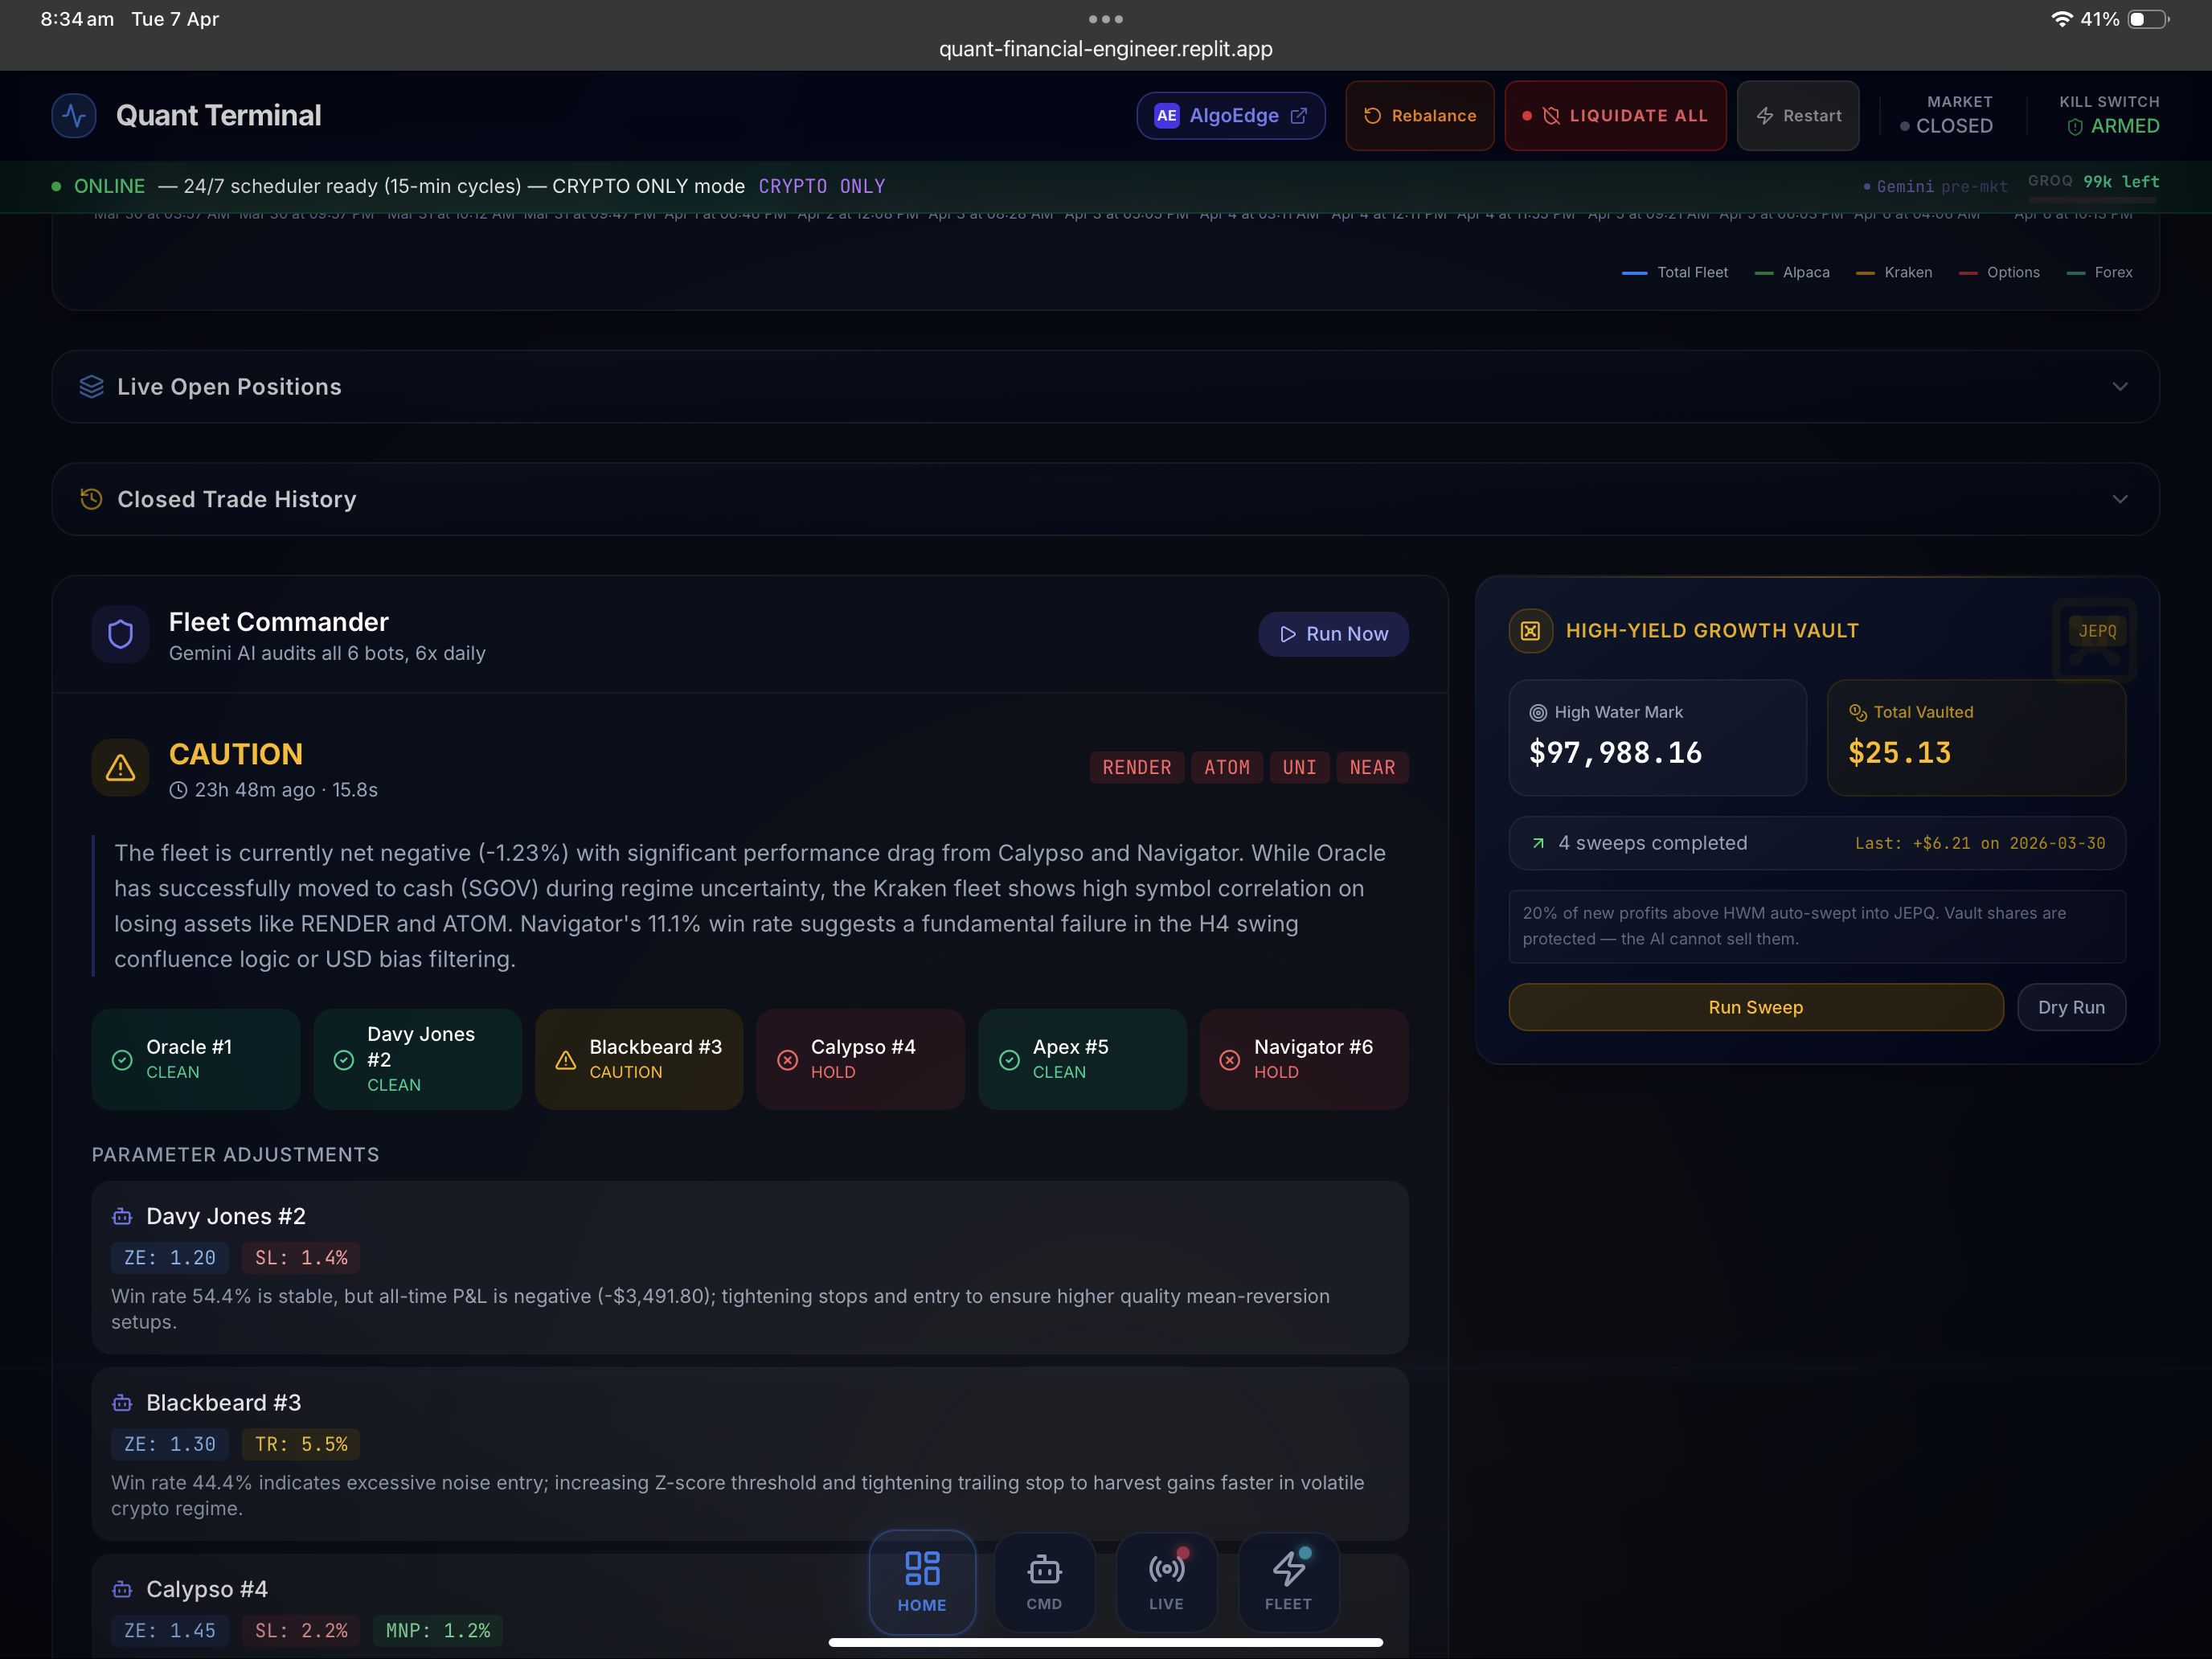 8:34 am Tue 7 Apr
41%
quant-financial-engineer.replit.app
Quant Terminal
AE AlgoEdge
Rebalance
LIQUIDATE ALL
Restart
MARKET
CLOSED
KILL SWITCH
ARMED
ONLINE — 24/7 scheduler ready (15-min cycles) — CRYPTO ONLY mode CRYPTO ONLY
Gemini pre-mkt
GROQ 99k left
Total Fleet Alpaca Kraken Options Forex
Live Open Positions
Closed Trade History
Fleet Commander
Gemini AI audits all 6 bots, 6x daily
Run Now
CAUTION
23h 48m ago · 15.8s
RENDER ATOM UNI NEAR
The fleet is currently net negative (-1.23%) with significant performance drag from Calypso and Navigator. While Oracle
has successfully moved to cash (SGOV) during regime uncertainty, the Kraken fleet shows high symbol correlation on
losing assets like RENDER and ATOM. Navigator's 11.1% win rate suggests a fundamental failure in the H4 swing
confluence logic or USD bias filtering.
Oracle #1
CLEAN
Davy Jones
#2
CLEAN
Blackbeard #3
CAUTION
Calypso #4
HOLD
Apex #5
CLEAN
Navigator #6
HOLD
PARAMETER ADJUSTMENTS
Davy Jones #2
ZE: 1.20 SL: 1.4%
Win rate 54.4% is stable, but all-time P&L is negative (-$3,491.80); tightening stops and entry to ensure higher quality mean-reversion
setups.
Blackbeard #3
ZE: 1.30 TR: 5.5%
Win rate 44.4% indicates excessive noise entry; increasing Z-score threshold and tightening trailing stop to harvest gains faster in volatile
crypto regime.
Calypso #4
ZE: 1.45 SL: 2.2% MNP: 1.2%
HIGH-YIELD GROWTH VAULT
JEPQ
High Water Mark
$97,988.16
Total Vaulted
$25.13
4 sweeps completed
Last: +$6.21 on 2026-03-30
20% of new profits above HWM auto-swept into JEPQ. Vault shares are
protected — the AI cannot sell them.
Run Sweep
Dry Run
HOME
CMD
LIVE
FLEET